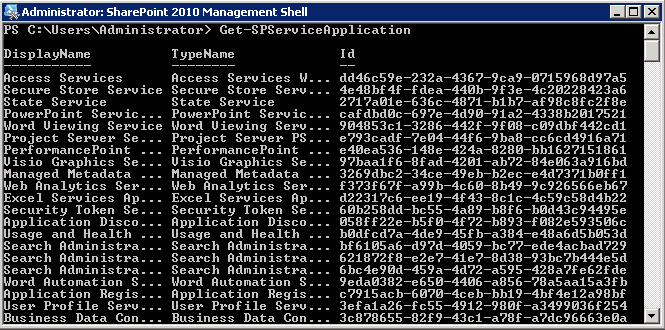 Administrator: SharePoint 2010 Management Shell
PS C:\Users\Administrator> Get-SPServiceApplication
DisplayName TypeName Id
----------- -------- --
Access Services Access Services W... dd46c59e-232a-4367-9ca9-0715968d97a5
Secure Store Service Secure Store Serv... 4e48bf4f-fdea-440b-9f3e-4c20228423a6
State Service State Service 2717a01e-636c-4871-b1b7-af98c8fc2f8e
PowerPoint Servic... PowerPoint Servic... cafdbd0c-697e-4d90-91a2-4338b2017521
Word Viewing Service Word Viewing Serv... 904853c1-3286-442f-9f08-c09dbf442cd1
Project Server Se... Project Server PS... e793cadf-7e04-44f6-9ba8-cc6cd4916a71
PerformancePoint ... PerformancePoint ... e40ea536-148e-424a-8280-bb1627151861
Visio Graphics Se... Visio Graphics Se... 97baa1f6-8fad-4201-ab72-84e063a916bd
Managed Metadata ... Managed Metadata ... 3269dbc2-34ce-49eb-b2ec-e4d7371b0ff1
Web Analytics Ser... Web Analytics Ser... f373f67f-a99b-4c60-8b49-9c926566eb67
Excel Services Ap... Excel Services Ap... d22317c6-ee19-4f43-8c1c-4c59c58d4b22
Security Token Se... Security Token Se... 60b258dd-bc55-4a89-b8f6-b0d43c94495e
Application Disco... Application Disco... 058ff22e-b5f0-4f72-b893-f082e593506c
Usage and Health ... Usage and Health ... b0dfcd7a-4de9-45fb-a384-e48a6d5b053d
Search Administra... Search Administra... bf6105a6-d97d-4059-bc77-ede4acbad729
Search Administra... Search Administra... 621872f8-e2e7-41e7-8d38-93bc7b444e5d
Search Administra... Search Administra... 6bc4e90d-459a-4d72-a595-428a7fe62fde
Word Automation S... Word Automation S... 9eda0382-e650-4406-a856-78a5aa15a3fb
Application Regis... Application Regis... c7915acb-6070-4ceb-bb19-4bf4e12a98bf
User Profile Serv... User Profile Serv... 3efa1a26-fc55-4912-980f-a3499036f254
Business Data Con... Business Data Con... 3c878655-82f9-43c1-a78f-a7dc96663e0a